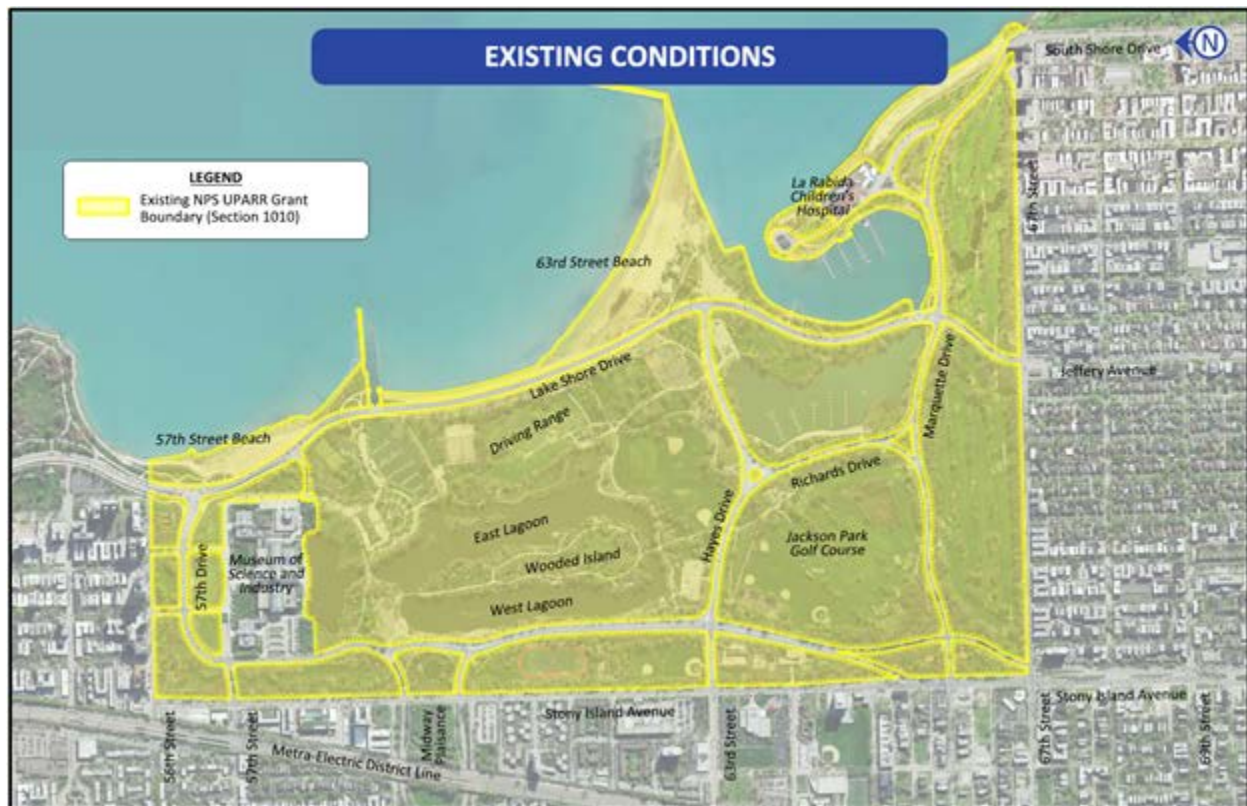 EXISTING CONDITIONS
South Shore Drive
N
LEGEND
Existing NPS UPARR Grant
Boundary (Section 1010)
La Rabida
Children's
Hospital
67th Street
63rd Street Beach
Lake Shore Drive
Jeffery Avenue
Marquette Drive
Driving Range
57th Street Beach
Richards Drive
East Lagoon
Hayes Drive
Jackson Park
Golf Course
Wooded Island
Museum of
Science and
Industry
57th Drive
West Lagoon
Stony Island Avenue
Stony Island Avenue
56th Street
57th Street
Midway
Plaisance
63rd Street
67th Street
69th Street
Metra-Electric District Line